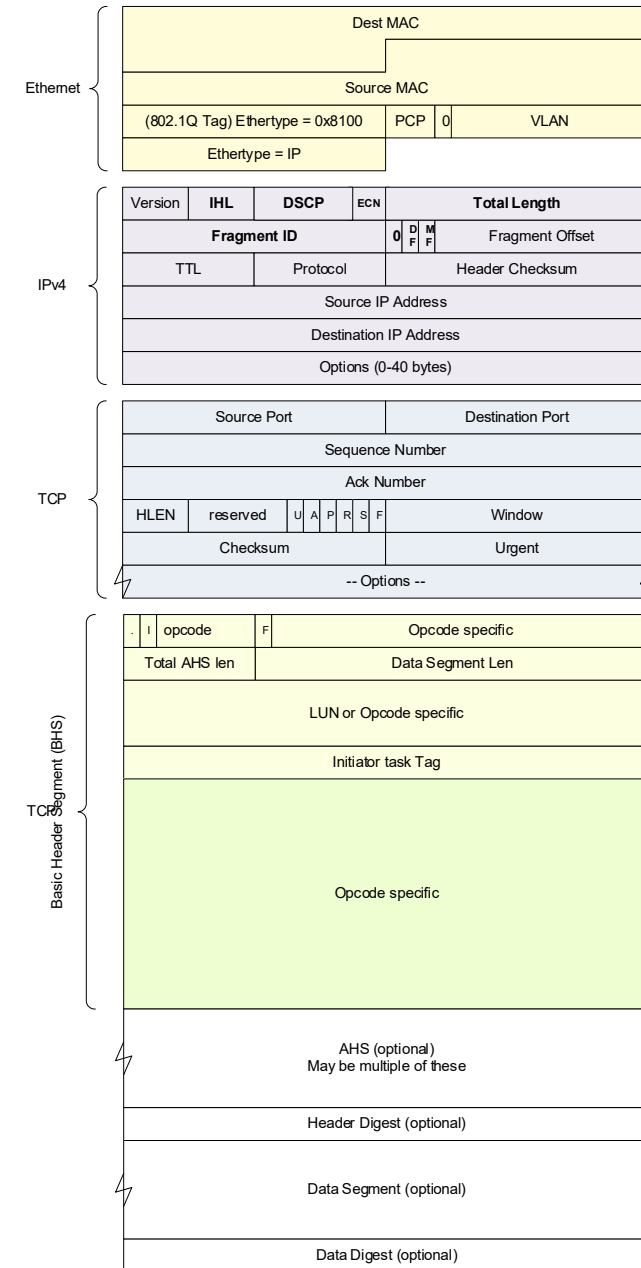 Dest MAC
Ethernet
Source MAC
(802.1Q Tag) Ethertype = 0x8100 PCP 0 VLAN
Ethertype = IP
Version IHL DSCP ECN Total Length
Fragment ID 0 DF MF Fragment Offset
TTL Protocol Header Checksum
IPv4
Source IP Address
Destination IP Address
Options (0-40 bytes)
Source Port Destination Port
Sequence Number
Ack Number
TCP
HLEN reserved U A P R S F Window
Checksum Urgent
-- Options --
. I opcode F Opcode specific
Total AHS len Data Segment Len
LUN or Opcode specific
Initiator task Tag
TCP
Basic Header Segment (BHS)
Opcode specific
AHS (optional)
May be multiple of these
Header Digest (optional)
Data Segment (optional)
Data Digest (optional)